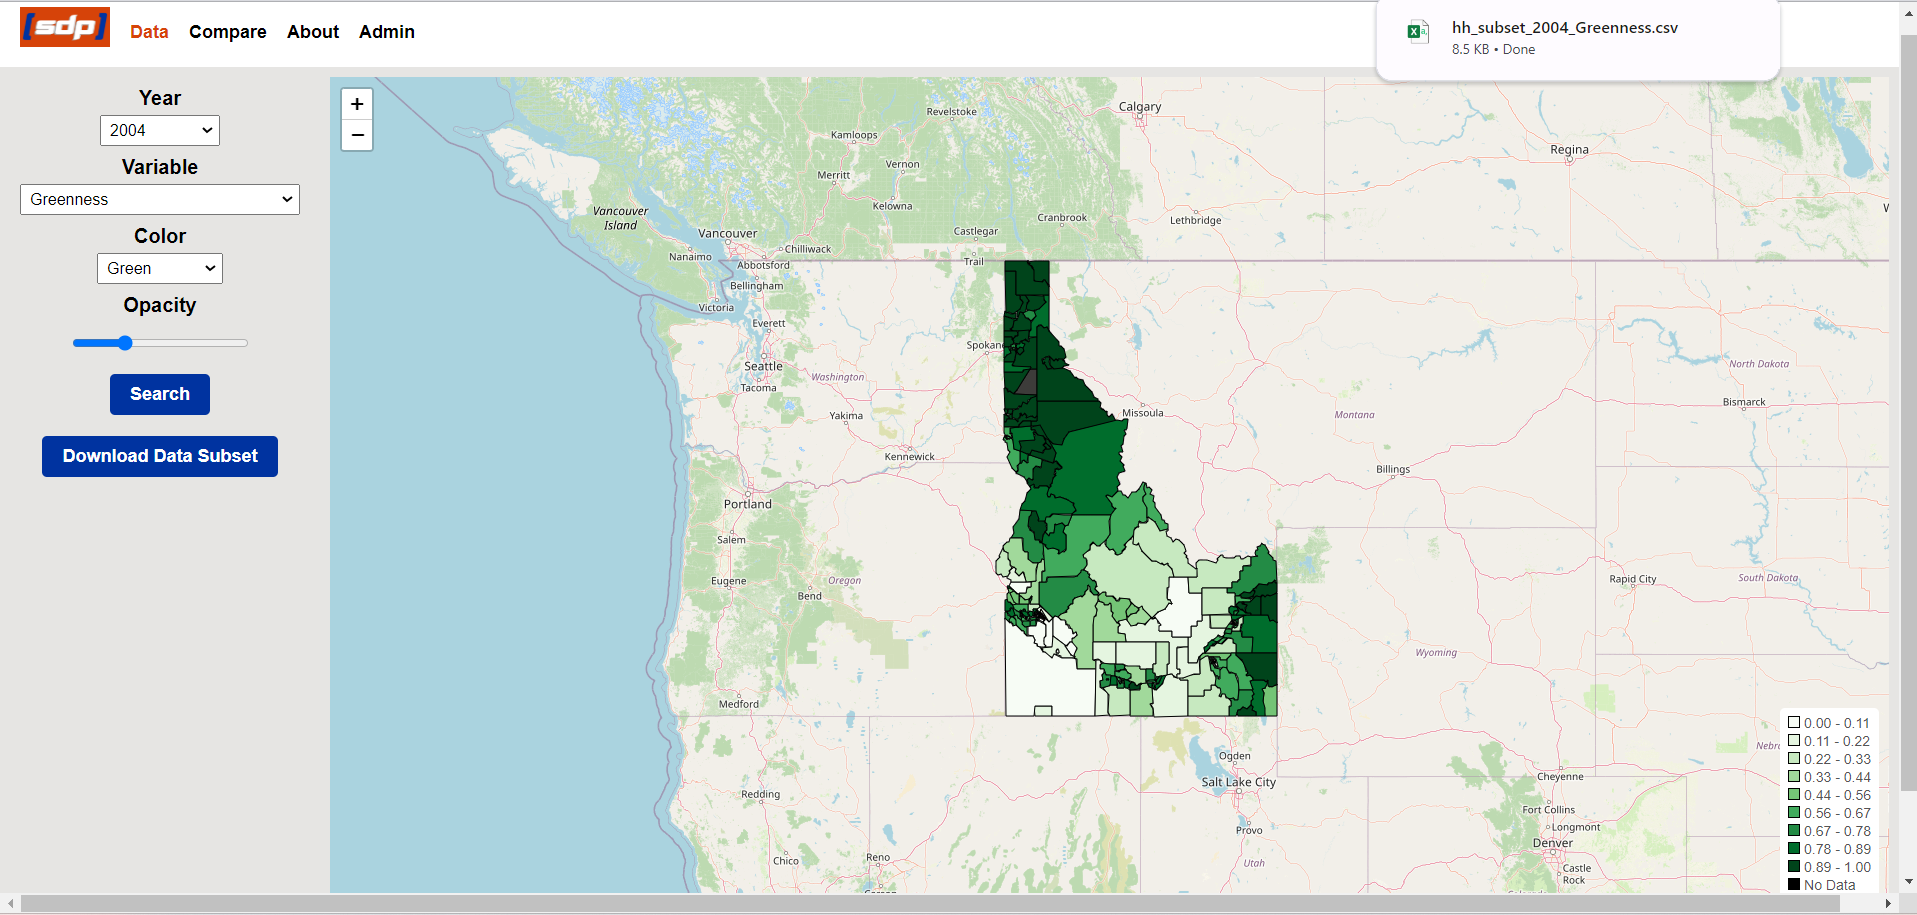 [sdp]
Data Compare About Admin
hh_subset_2004_Greenness.csv
8.5 KB • Done
Year
2004
Variable
Greenness
Color
Green
Opacity
Search
Download Data Subset
+
−
Calgary
Revelstoke
Kamloops
Regina
Vernon
Merritt
Kelowna
Vancouver
Island
Cranbrook
Lethbridge
Castlegar
Vancouver
Chilliwack
Nanaimo
Abbotsford
Trail
Bellingham
Victoria
Everett
Spokane
Seattle
Washington
Tacoma
North Dakota
Missoula
Montana
Bismarck
Yakima
Kennewick
Billings
Portland
Salem
Eugene
Oregon
Bend
Rapid City
South Dakota
Wyoming
Medford
Ogden
Salt Lake City
Cheyenne
Redding
Fort Collins
Longmont
Provo
Denver
Chico
Reno
Utah
Castle
Rock
0.00 - 0.11
0.11 - 0.22
0.22 - 0.33
0.33 - 0.44
0.44 - 0.56
0.56 - 0.67
0.67 - 0.78
0.78 - 0.89
0.89 - 1.00
No Data